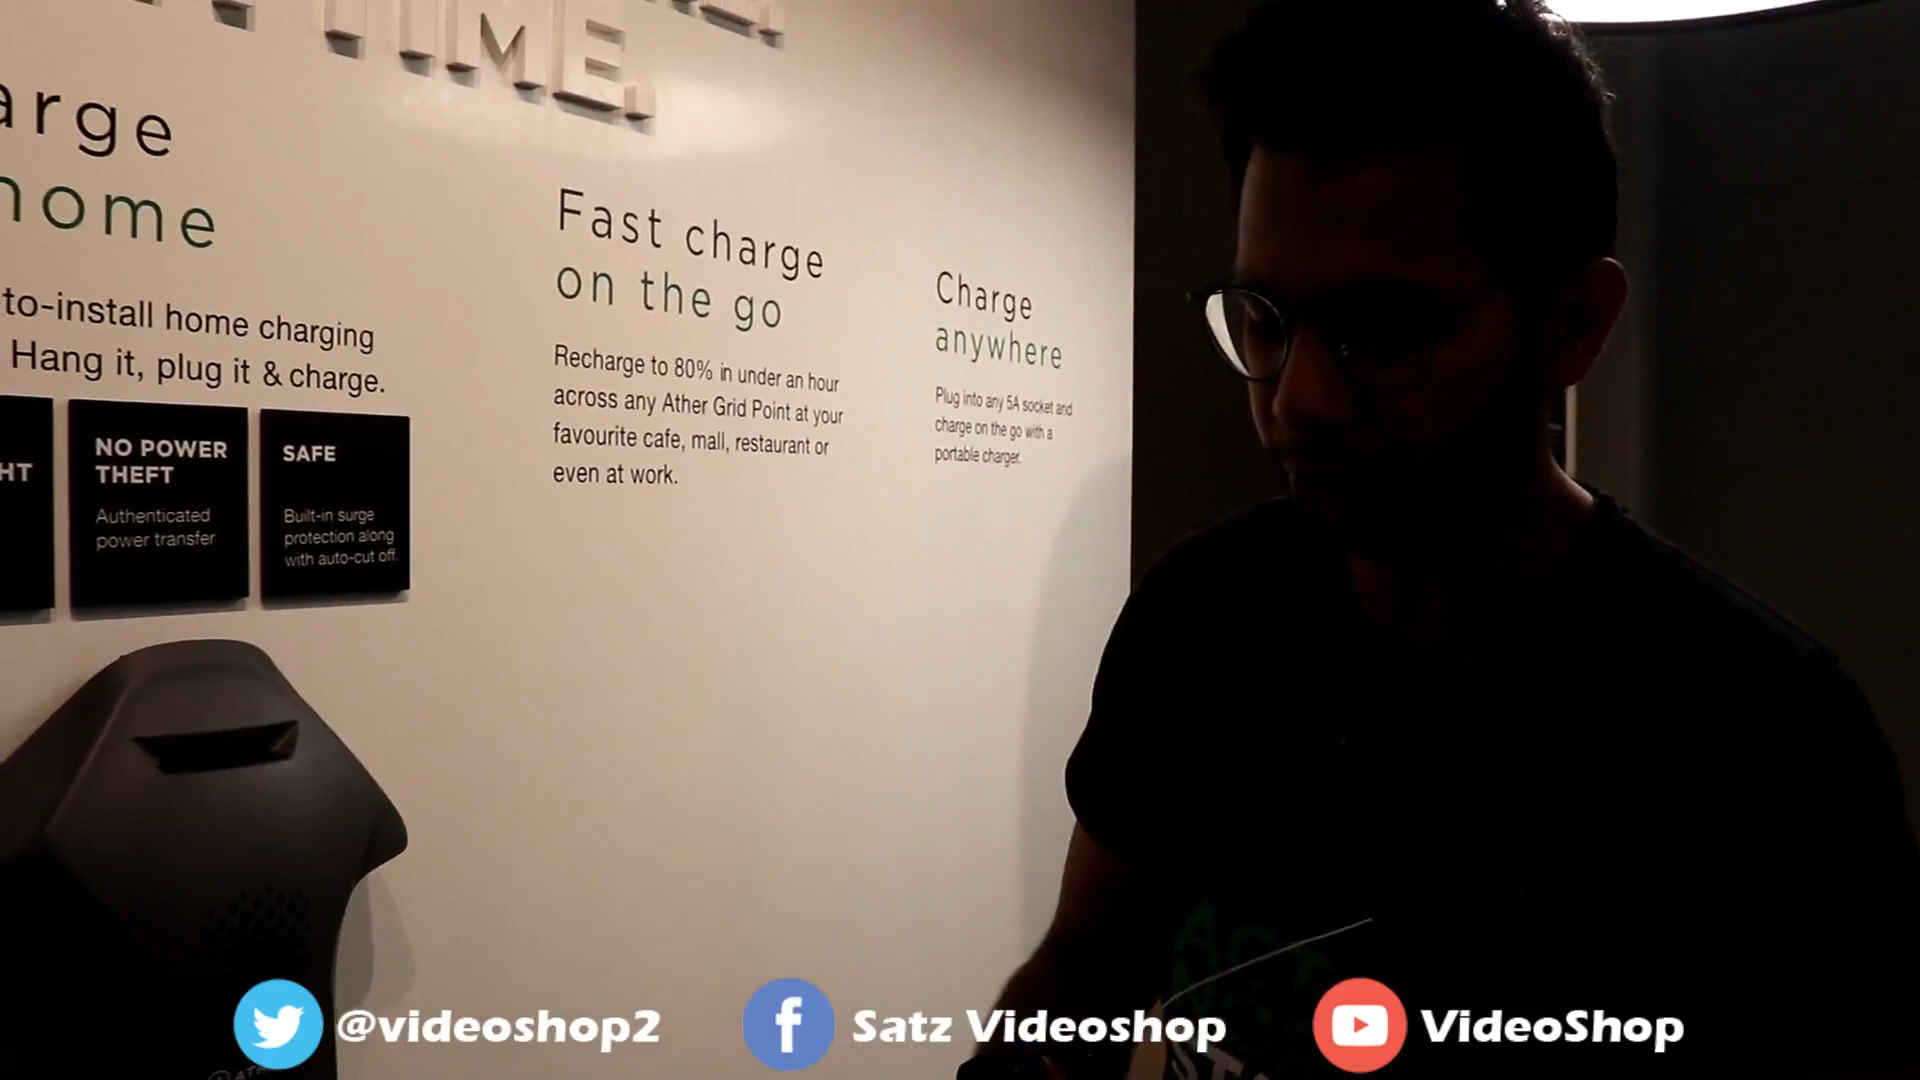 TIME.
arge
home
to-install home charging
Hang it, plug it & charge.
HT
NO POWER
THEFT
Authenticated
power transfer
SAFE
Built-in surge
protection along
with auto-cut off.
Fast charge
on the go
Recharge to 80% in under an hour
across any Ather Grid Point at your
favourite cafe, mall, restaurant or
even at work.
Charge
anywhere
Plug into any 5A socket and
charge on the go with a
portable charger.
@videoshop2
Satz Videoshop
VideoShop